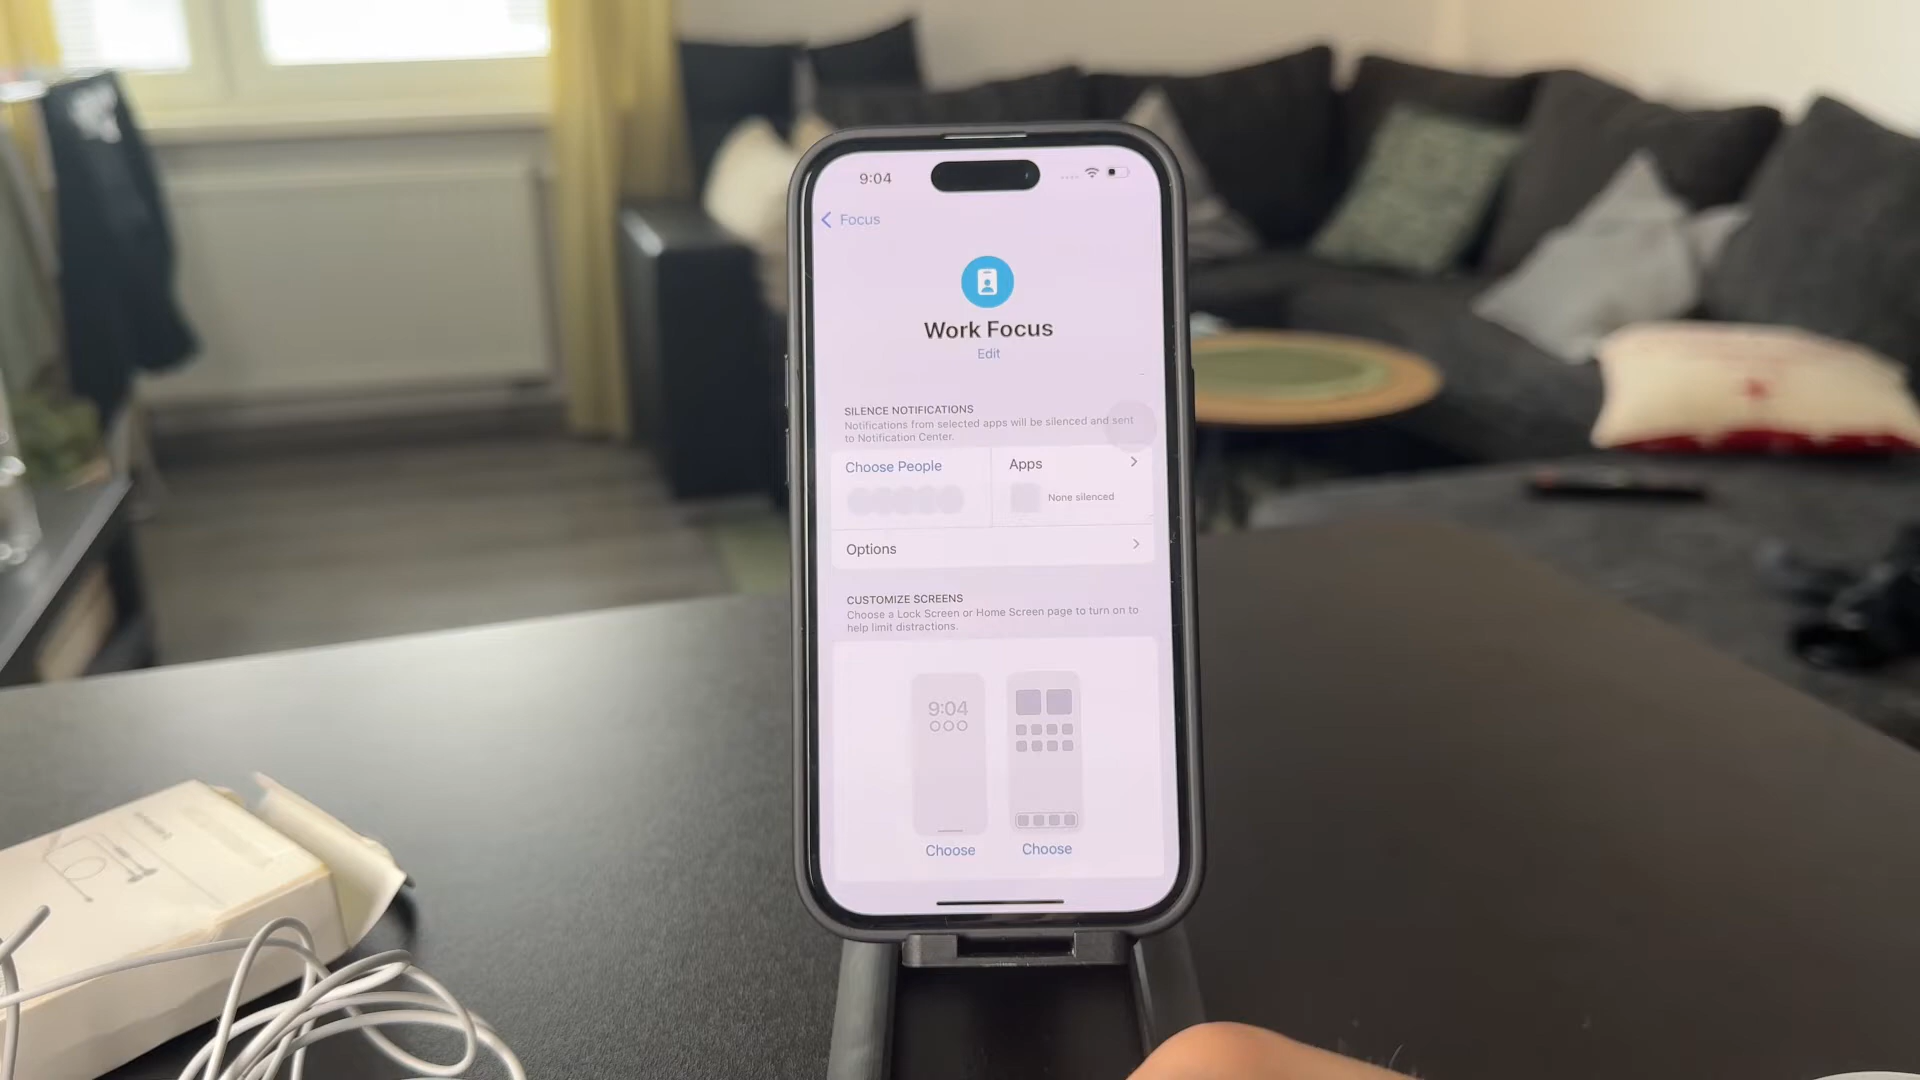 9:04
Focus
Work Focus
Edit
SILENCE NOTIFICATIONS
Notifications from selected apps will be silenced and sent
to Notification Center.
Choose People
Apps
None silenced
Options
CUSTOMIZE SCREENS
Choose a Lock Screen or Home Screen page to turn on to
help limit distractions.
9:04
Choose
Choose